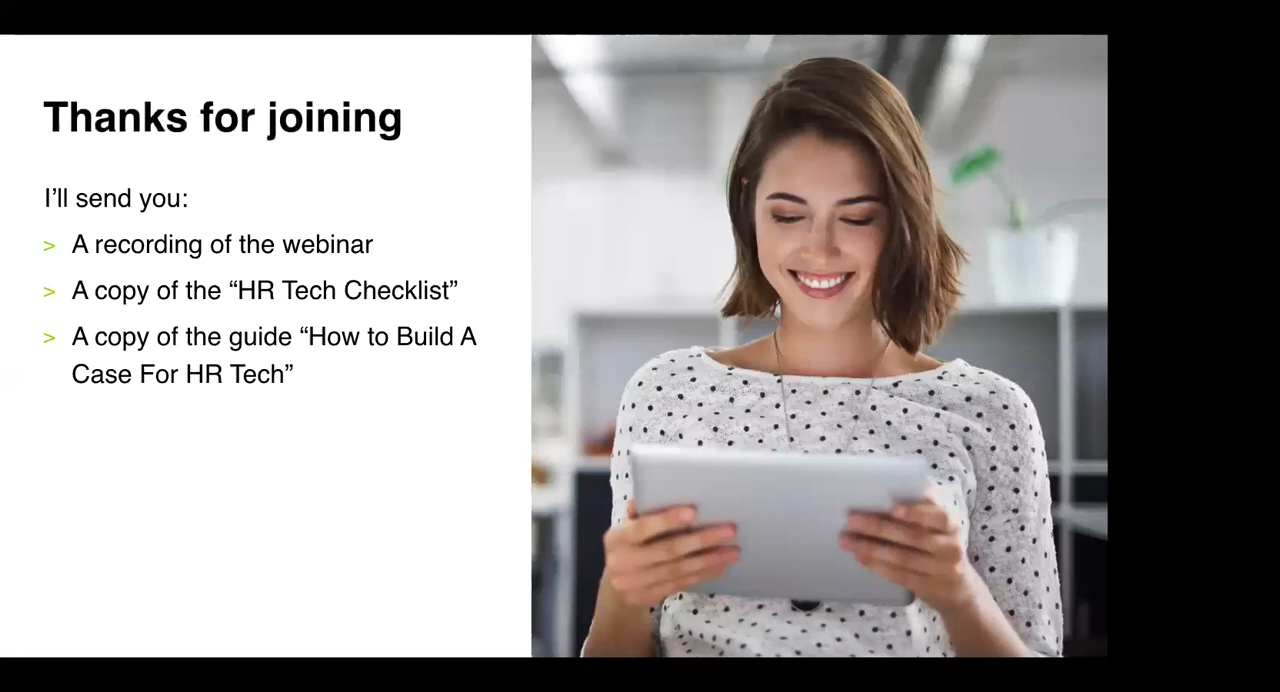 Thanks for joining
I’ll send you:
> A recording of the webinar
> A copy of the “HR Tech Checklist”
> A copy of the guide “How to Build A
Case For HR Tech”